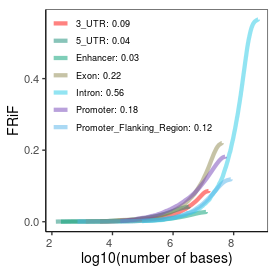 3_UTR: 0.09
5_UTR: 0.04
Enhancer: 0.03
Exon: 0.22
Intron: 0.56
Promoter: 0.18
Promoter_Flanking_Region: 0.12
FRiF
0.4
0.2
0.0
2 4 6 8
log10(number of bases)